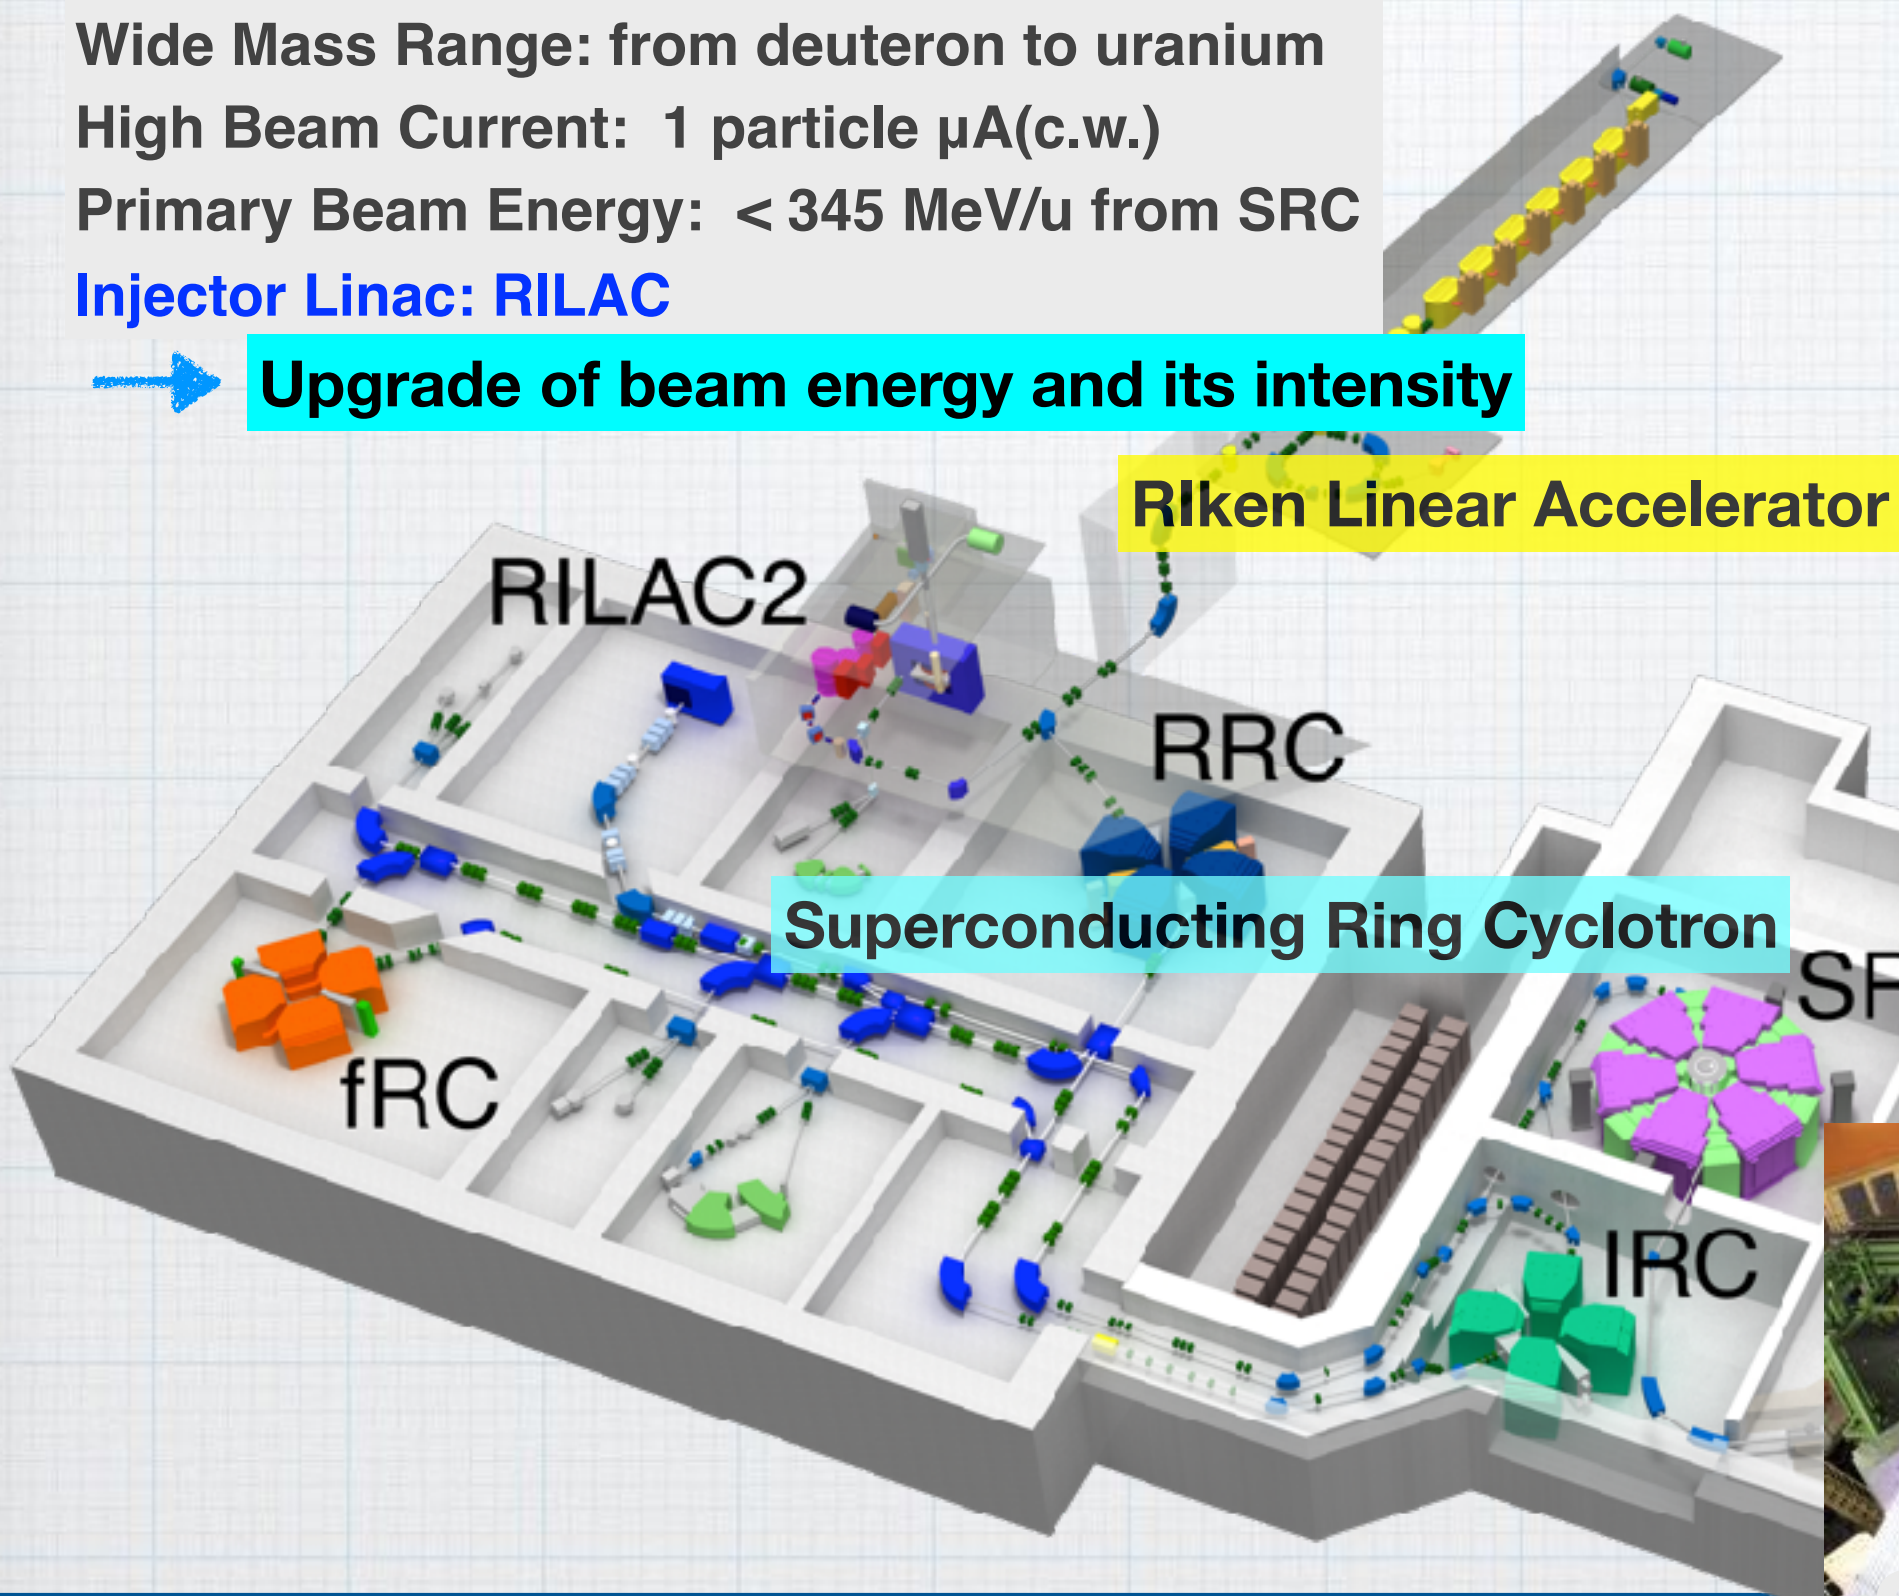 Wide Mass Range: from deuteron to uranium
High Beam Current: 1 particle µA(c.w.)
Primary Beam Energy: < 345 MeV/u from SRC
Injector Linac: RILAC
Upgrade of beam energy and its intensity
RIken Linear Accelerator
RILAC2
RRC
Superconducting Ring Cyclotron
fRC
IRC